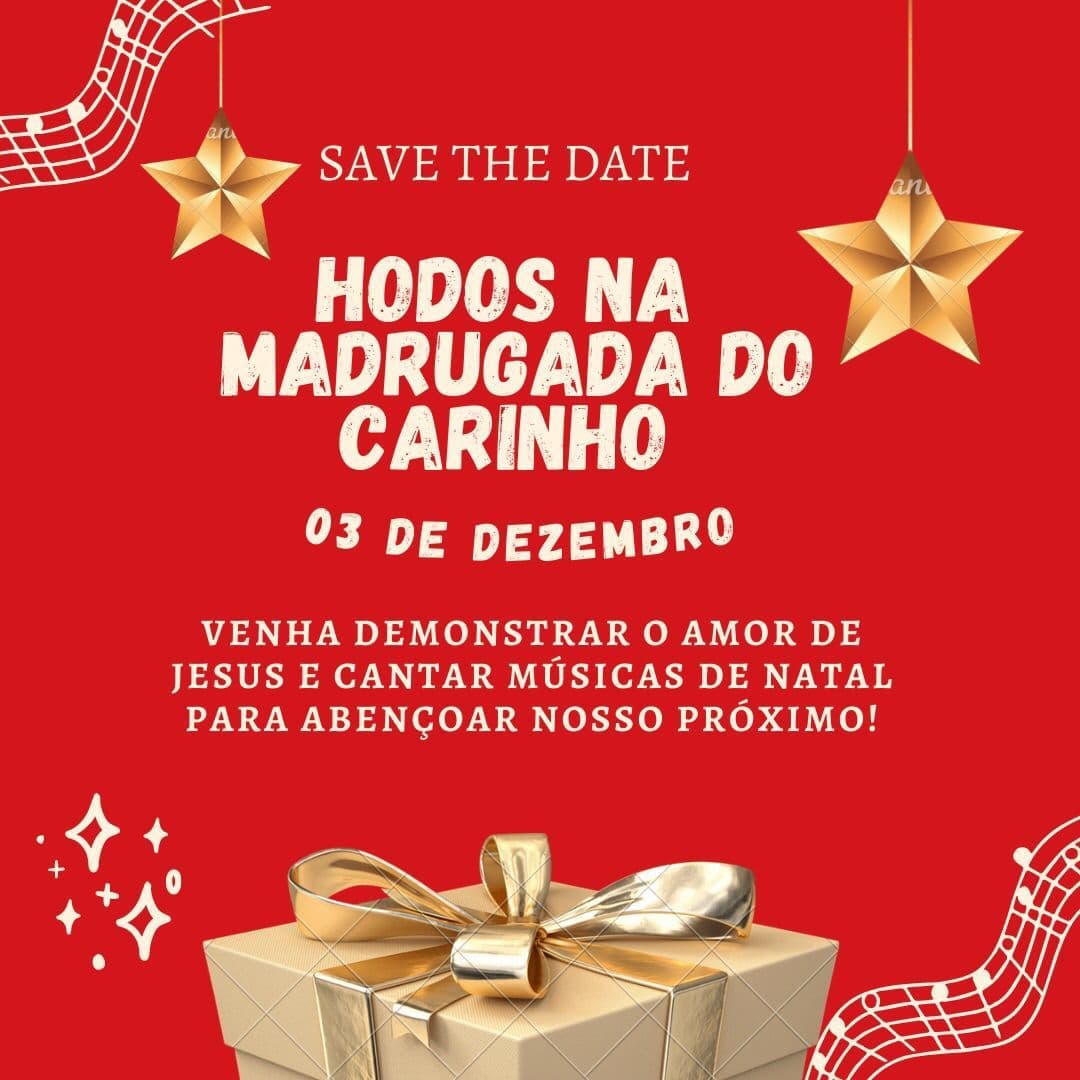 SAVE THE DATE
HODOS NA
MADRUGADA DO
CARINHO
03 DE DEZEMBRO
VENHA DEMONSTRAR O AMOR DE
JESUS E CANTAR MÚSICAS DE NATAL
PARA ABENÇOAR NOSSO PRÓXIMO!